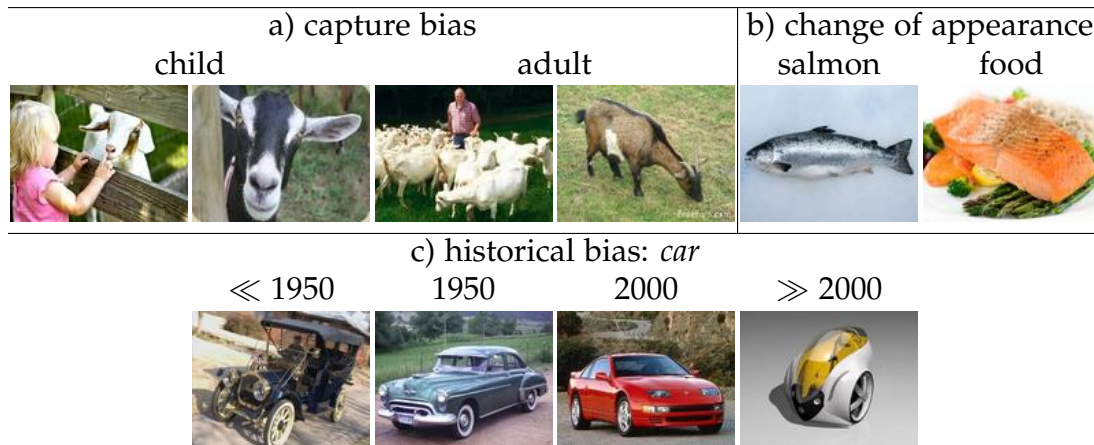 a) capture bias
b) change of appearance
child
adult
salmon
food
c) historical bias: car
≪ 1950
1950
2000
≫ 2000